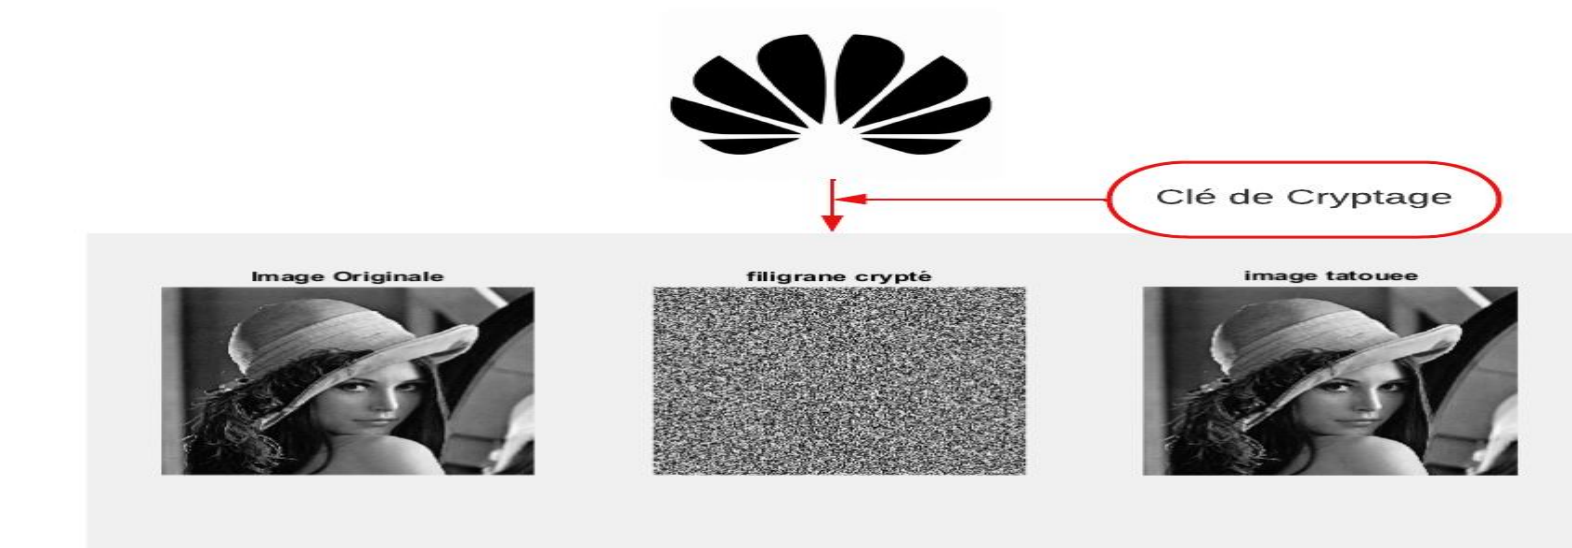 Clé de Cryptage
Image Originale
filigrane crypté
image tatouee